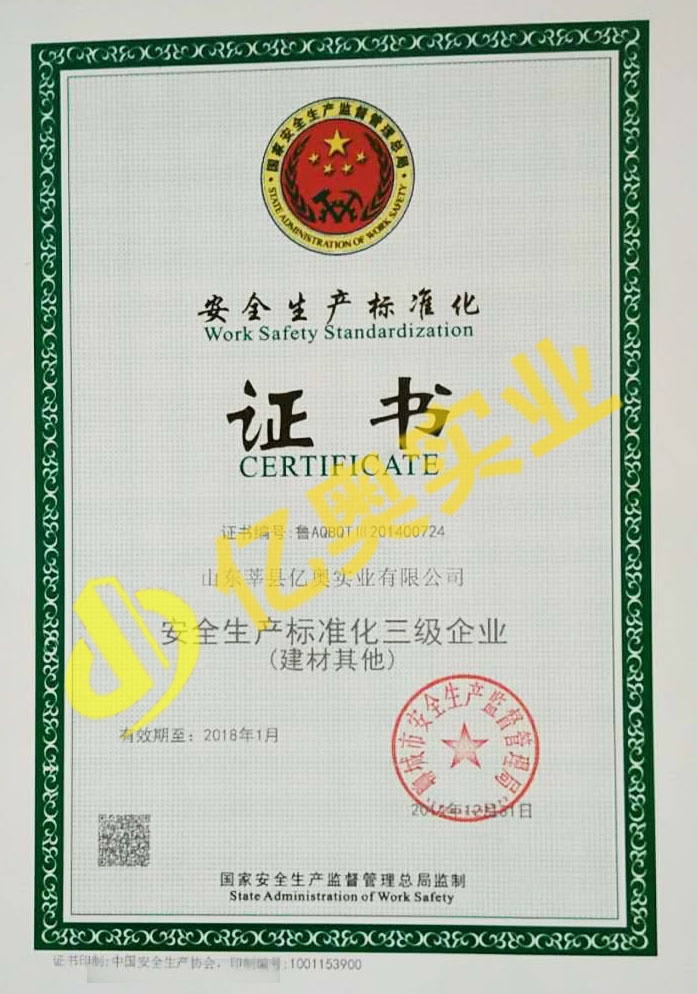 国家安全生产监督管理总局
STATE ADMINISTRATION OF WORK SAFETY
安全生产标准化
Work Safety Standardization
证书
CERTIFICATE
证书编号:鲁AQBQTⅢ201400724
山东莘县亿奥实业有限公司
安全生产标准化三级企业
(建材其他)
亿奥实业
有效期至: 2018年1月
聊城市安全生产监督管理局
年12月31日
国家安全生产监督管理总局监制
State Administration of Work Safety
证书印制:中国安全生产协会, 印制编号:1001153900